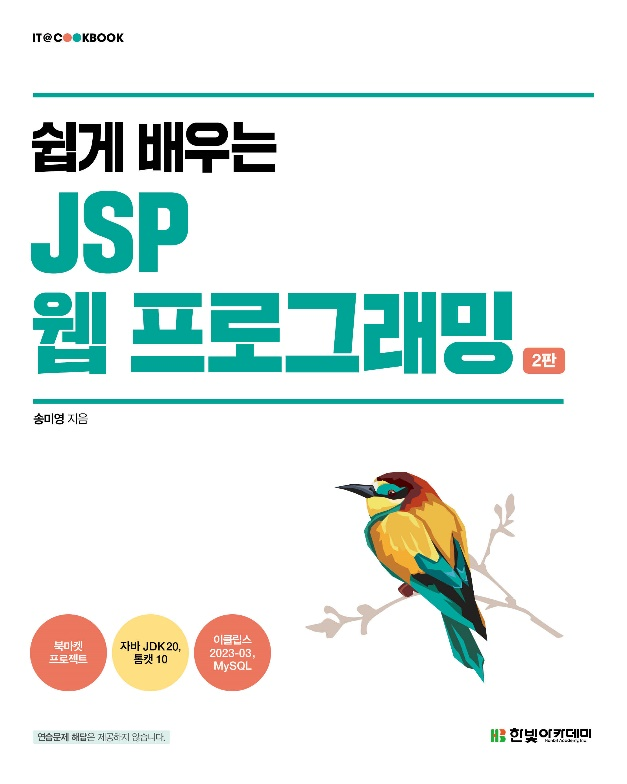 IT@COOKBOOK
쉽게 배우는
JSP
웹 프로그래밍 2판
송미영 지음
북마켓
프로젝트
자바 JDK 20,
톰캣 10
이클립스
2023-03,
MySQL
연습문제 해답은 제공하지 않습니다.
한빛아카데미
Hanbit Academy, Inc.